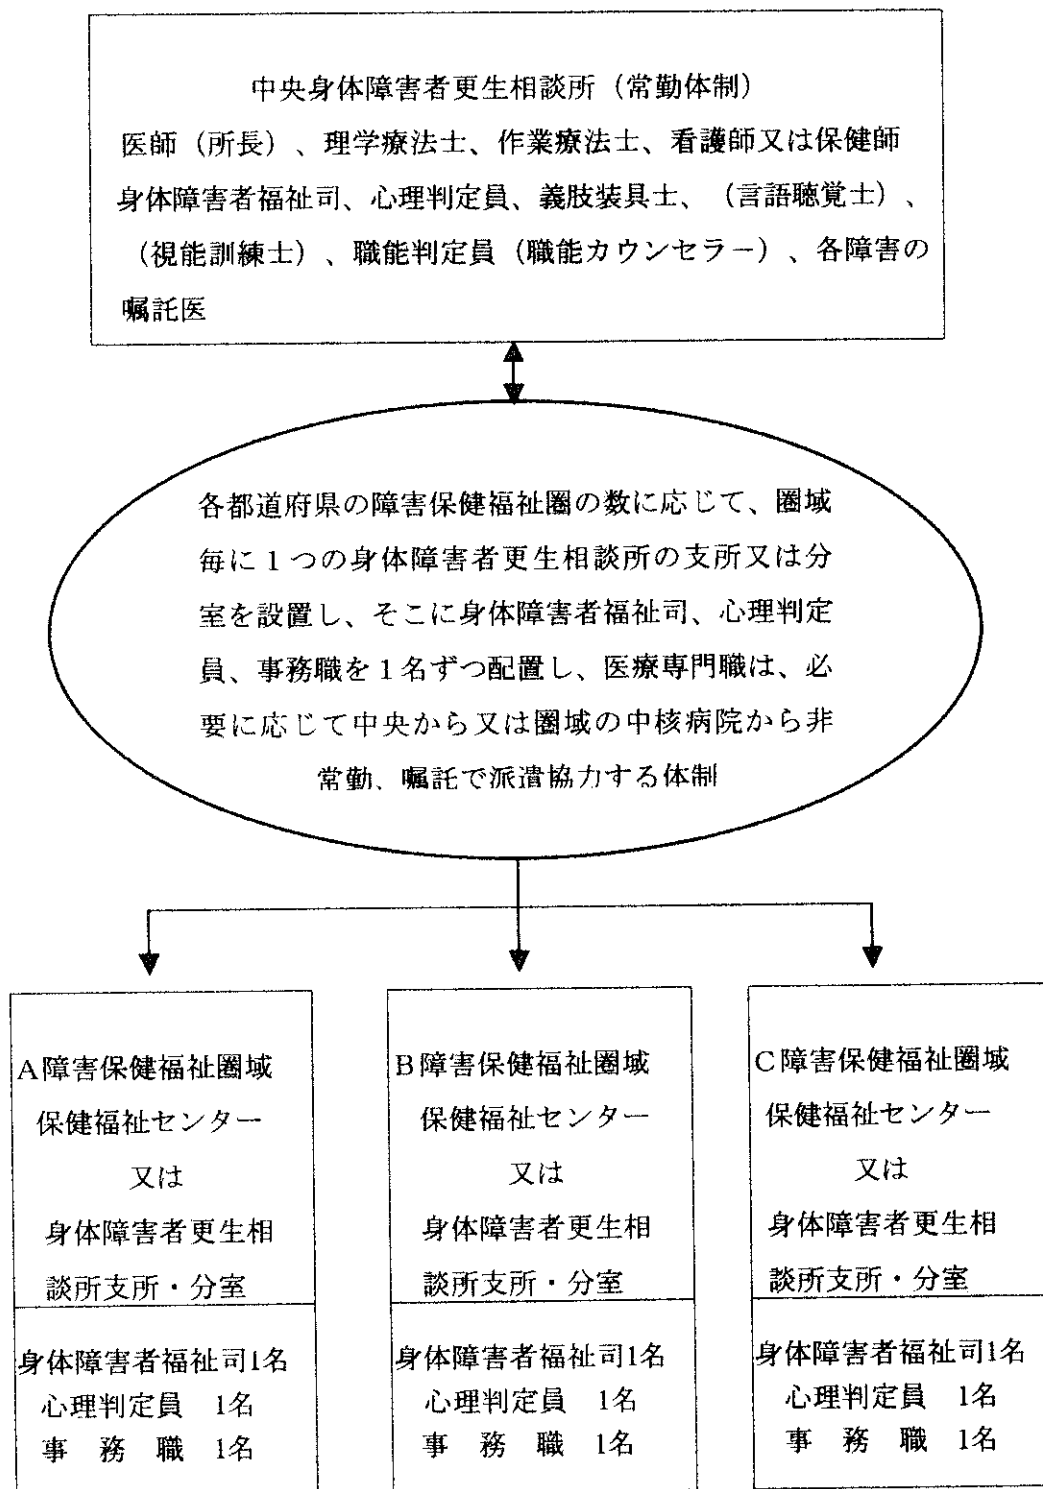 中央身体障害者更生相談所（常勤体制）
医師（所長）、理学療法士、作業療法士、看護師又は保健師
身体障害者福祉司、心理判定員、義肢装具士、（言語聴覚士）、
（視能訓練士）、職能判定員（職能カウンセラー）、各障害の
嘱託医
各都道府県の障害保健福祉圏の数に応じて、圏域
毎に１つの身体障害者更生相談所の支所又は分
室を設置し、そこに身体障害者福祉司、心理判定
員、事務職を１名ずつ配置し、医療専門職は、必
要に応じて中央から又は圏域の中核病院から非
常勤、嘱託で派遣協力する体制
A障害保健福祉圏域
保健福祉センター
又は
身体障害者更生相
談所支所・分室
身体障害者福祉司1名
心理判定員　1名
事　務　職　1名
B障害保健福祉圏域
保健福祉センター
又は
身体障害者更生相
談所支所・分室
身体障害者福祉司1名
心理判定員　1名
事　務　職　1名
C障害保健福祉圏域
保健福祉センター
又は
身体障害者更生相
談所支所・分室
身体障害者福祉司1名
心理判定員　1名
事　務　職　1名